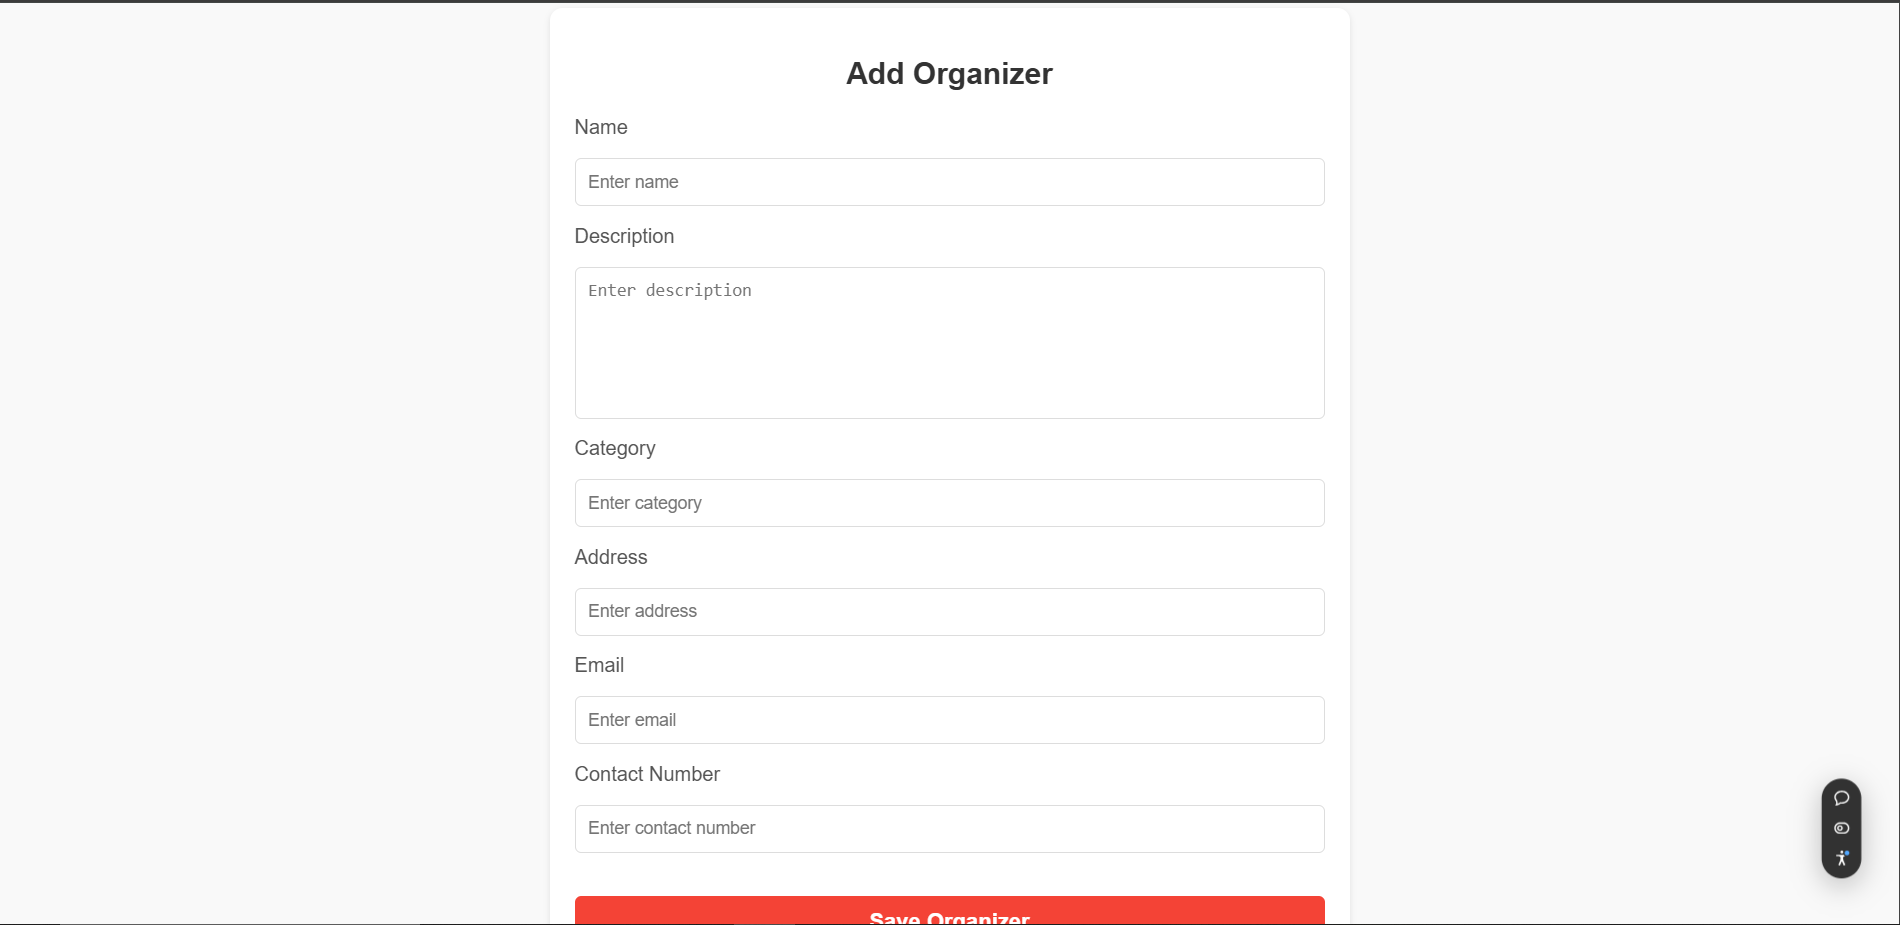 Add Organizer
Name
Enter name
Description
Enter description
Category
Enter category
Address
Enter address
Email
Enter email
Contact Number
Enter contact number
Save Organizer